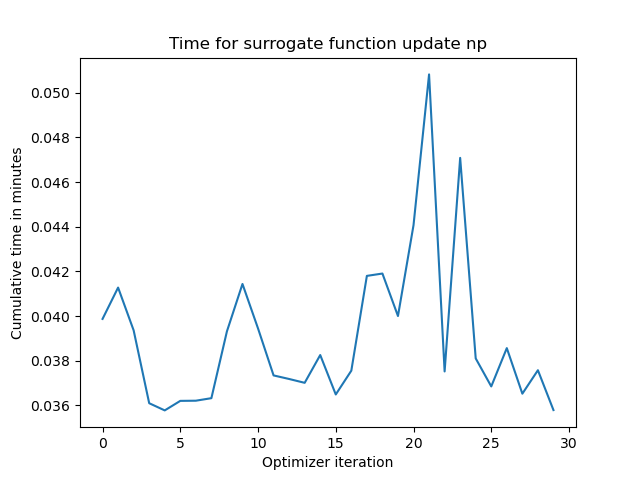 Time for surrogate function update np
Cumulative time in minutes
0.050
0.048
0.046
0.044
0.042
0.040
0.038
0.036
0 5 10 15 20 25 30
Optimizer iteration